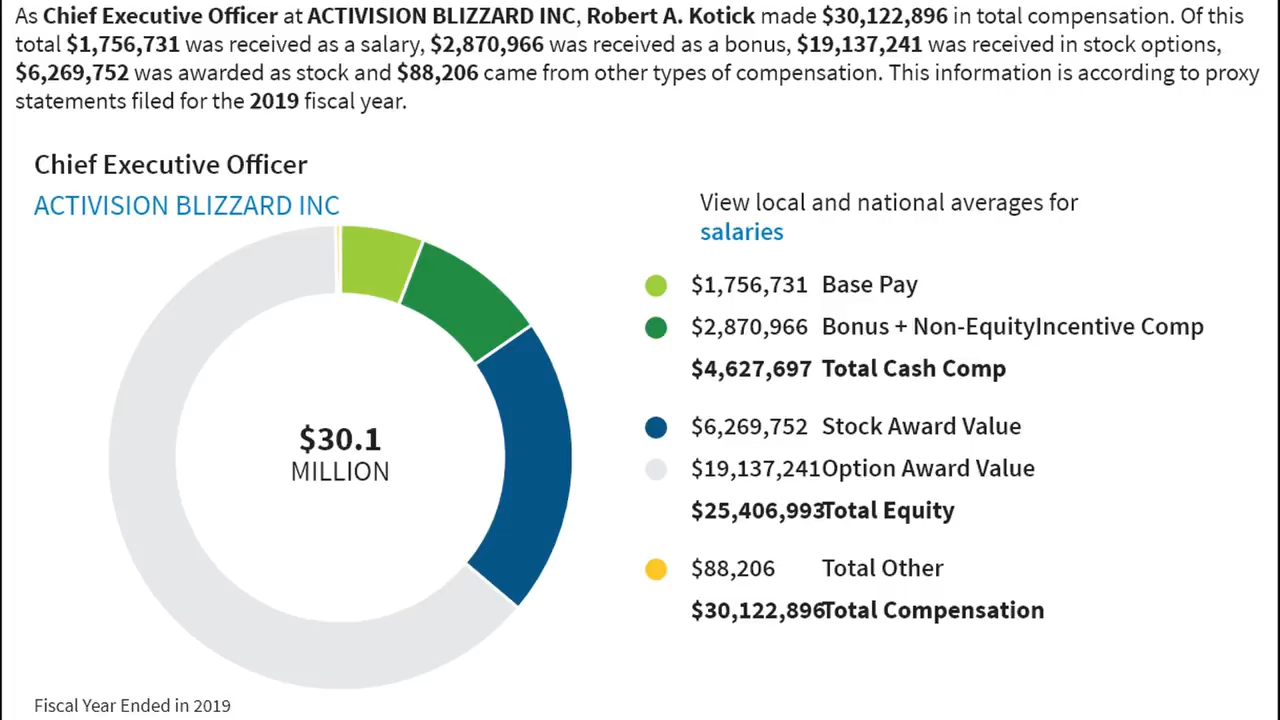 As Chief Executive Officer at ACTIVISION BLIZZARD INC, Robert A. Kotick made $30,122,896 in total compensation. Of this
total $1,756,731 was received as a salary, $2,870,966 was received as a bonus, $19,137,241 was received in stock options,
$6,269,752 was awarded as stock and $88,206 came from other types of compensation. This information is according to proxy
statements filed for the 2019 fiscal year.
Chief Executive Officer
ACTIVISION BLIZZARD INC
$30.1
MILLION
View local and national averages for
salaries
$1,756,731 Base Pay
$2,870,966 Bonus + Non-EquityIncentive Comp
$4,627,697 Total Cash Comp
$6,269,752 Stock Award Value
$19,137,241Option Award Value
$25,406,993Total Equity
$88,206 Total Other
$30,122,896Total Compensation
Fiscal Year Ended in 2019